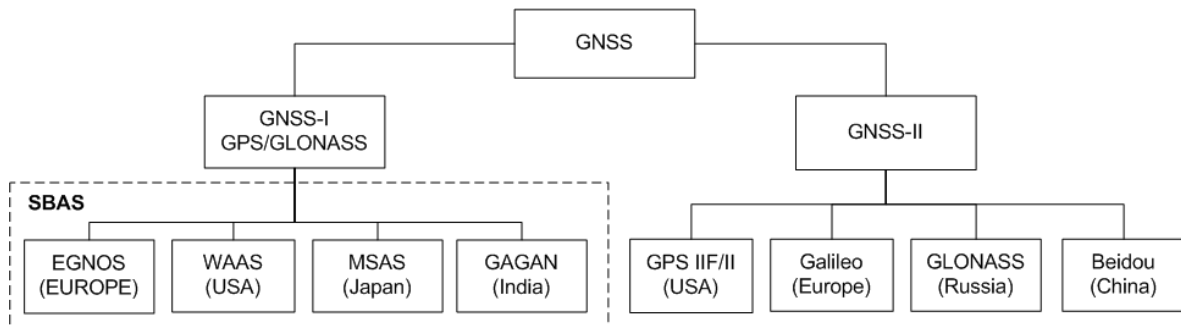 GNSS
GNSS-I
GPS/GLONASS
GNSS-II
SBAS
EGNOS
(EUROPE)
WAAS
(USA)
MSAS
(Japan)
GAGAN
(India)
GPS IIF/II
(USA)
Galileo
(Europe)
GLONASS
(Russia)
Beidou
(China)